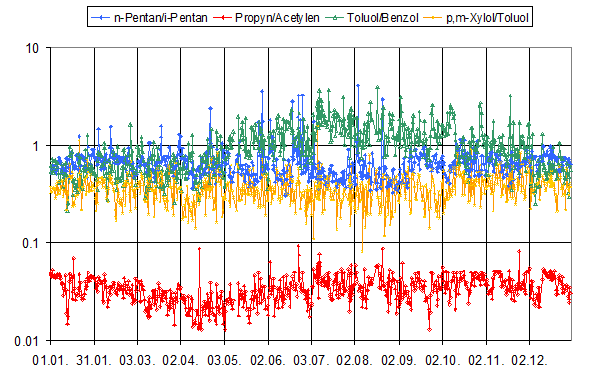 n-Pentan/i-Pentan Propyn/Acetylen Toluol/Benzol p,m-Xylol/Toluol
10
1
0.1
0.01
01.01. 31.01. 03.03. 02.04. 03.05. 02.06. 03.07. 02.08. 02.09. 02.10. 02.11. 02.12.